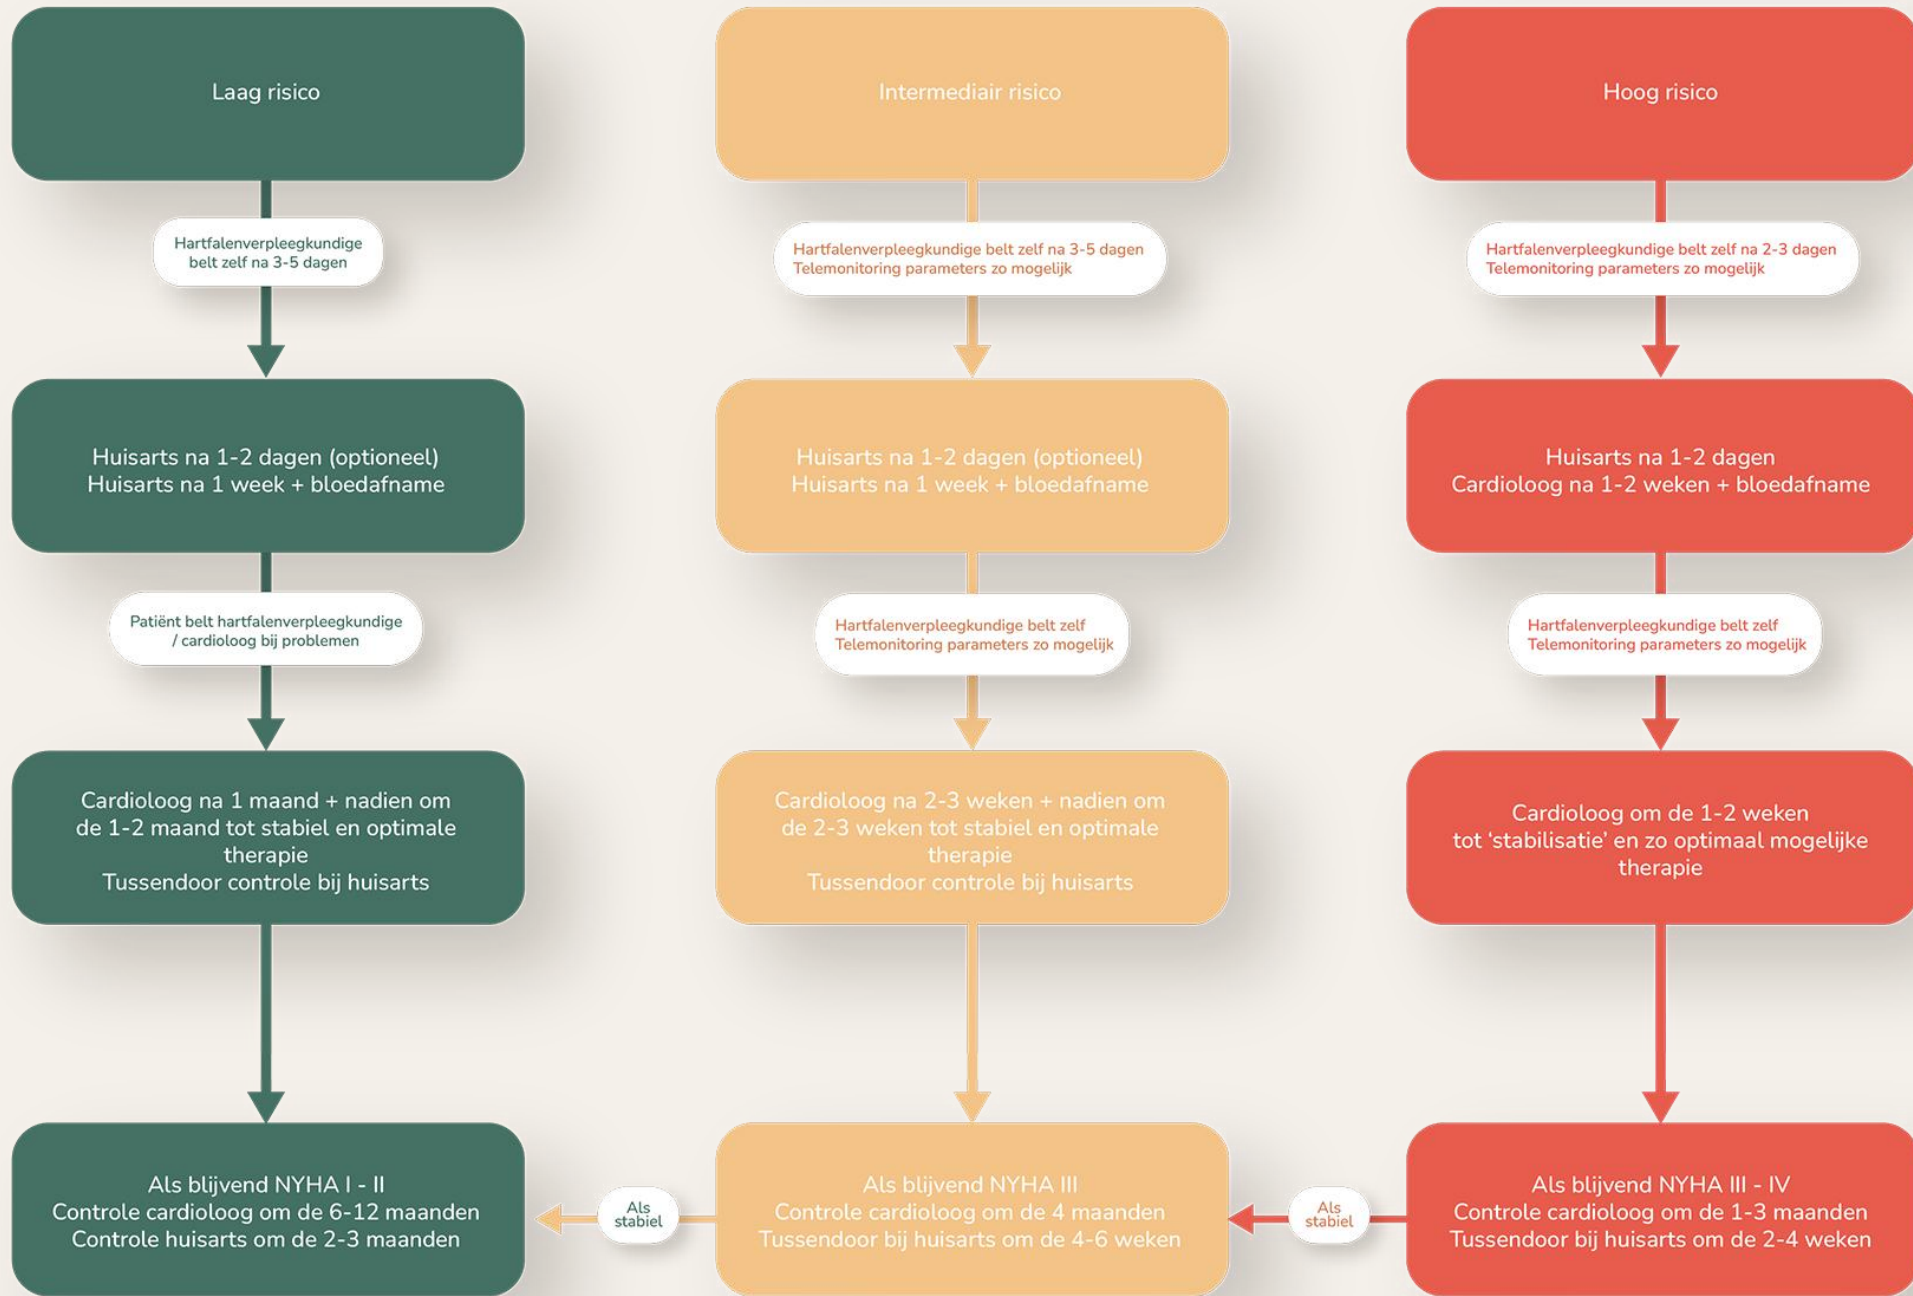 Laag risico
Hartfalenverpleegkundige
belt zelf na 3-5 dagen
Huisarts na 1-2 dagen (optioneel)
Huisarts na 1 week + bloedafname
Patiënt belt hartfalenverpleegkundige
/ cardioloog bij problemen
Cardioloog na 1 maand + nadien om
de 1-2 maand tot stabiel en optimale
therapie
Tussendoor controle bij huisarts
Als blijvend NYHA I - II
Controle cardioloog om de 6-12 maanden
Controle huisarts om de 2-3 maanden
Als
stabiel
Intermediair risico
Hartfalenverpleegkundige belt zelf na 3-5 dagen
Telemonitoring parameters zo mogelijk
Huisarts na 1-2 dagen (optioneel)
Huisarts na 1 week + bloedafname
Hartfalenverpleegkundige belt zelf
Telemonitoring parameters zo mogelijk
Cardioloog na 2-3 weken + nadien om
de 2-3 weken tot stabiel en optimale
therapie
Tussendoor controle bij huisarts
Als blijvend NYHA III
Controle cardioloog om de 4 maanden
Tussendoor bij huisarts om de 4-6 weken
Als
stabiel
Hoog risico
Hartfalenverpleegkundige belt zelf na 2-3 dagen
Telemonitoring parameters zo mogelijk
Huisarts na 1-2 dagen
Cardioloog na 1-2 weken + bloedafname
Hartfalenverpleegkundige belt zelf
Telemonitoring parameters zo mogelijk
Cardioloog om de 1-2 weken
tot ‘stabilisatie’ en zo optimaal mogelijke
therapie
Als blijvend NYHA III - IV
Controle cardioloog om de 1-3 maanden
Tussendoor bij huisarts om de 2-4 weken